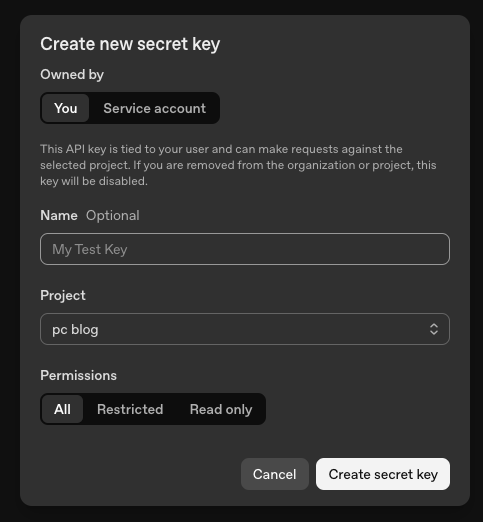 Create new secret key
Owned by
You Service account
This API key is tied to your user and can make requests against the
selected project. If you are removed from the organization or project, this
key will be disabled.
Name Optional
My Test Key
Project
pc blog
Permissions
All Restricted Read only
Cancel Create secret key